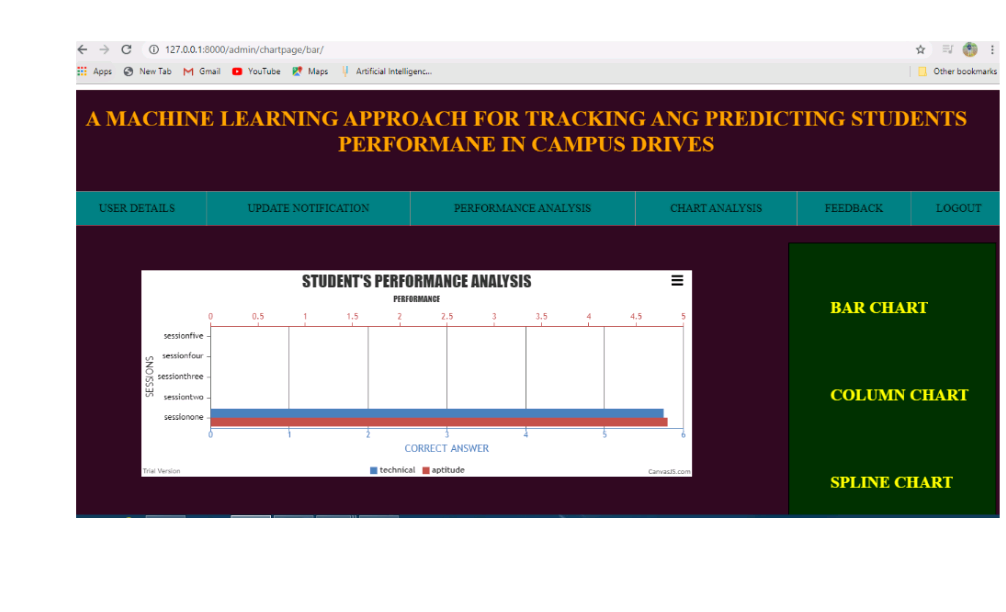 127.0.0.1:8000/admin/chartpage/bar/
Apps New Tab Gmail YouTube Maps Artificial Intelligenc... Other bookmarks
A MACHINE LEARNING APPROACH FOR TRACKING ANG PREDICTING STUDENTS
PERFORMANE IN CAMPUS DRIVES
USER DETAILS UPDATE NOTIFICATION PERFORMANCE ANALYSIS CHART ANALYSIS FEEDBACK LOGOUT
STUDENT'S PERFORMANCE ANALYSIS
PERFORMANCE
0 0.5 1 1.5 2 2.5 3 3.5 4 4.5 5
SESSIONS
sessionfive
sessionfour
sessionthree
sessiontwo
sessionone
0 1 2 3 4 5 6
CORRECT ANSWER
technical aptitude
Trial Version
CanvasJS.com
BAR CHART
COLUMN CHART
SPLINE CHART